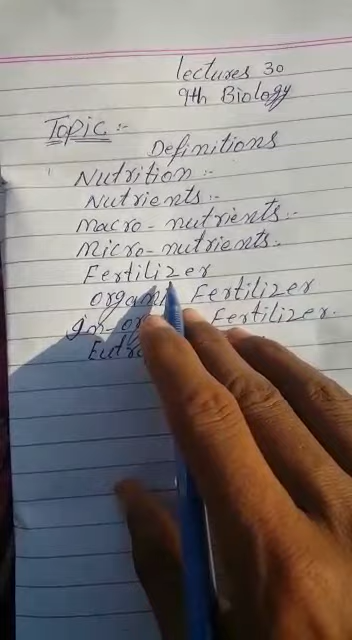 lectures 30
9th Biology
Topic :-
Definitions
Nutrition :-
Nutrients :-
macro-nutrients :-
micro-nutrients :-
Fertilizer
Fertilizer
Fertilizer.